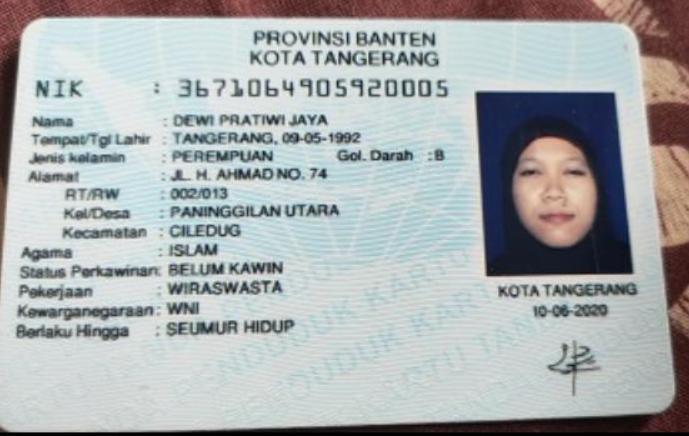 PROVINSI BANTEN
KOTA TANGERANG
NIK : 3671064905920005
Nama : DEWI PRATIWI JAYA
Tempat/Tgl Lahir : TANGERANG, 09-05-1992
Jenis kelamin : PEREMPUAN Gol. Darah : B
Alamat : JL. H. AHMAD NO. 74
RT/RW : 002/013
Kel/Desa : PANINGGILAN UTARA
Kecamatan : CILEDUG
Agama : ISLAM
Status Perkawinan: BELUM KAWIN
Pekerjaan : WIRASWASTA
Kewarganegaraan: WNI
Berlaku Hingga : SEUMUR HIDUP
KOTA TANGERANG
10-06-2020